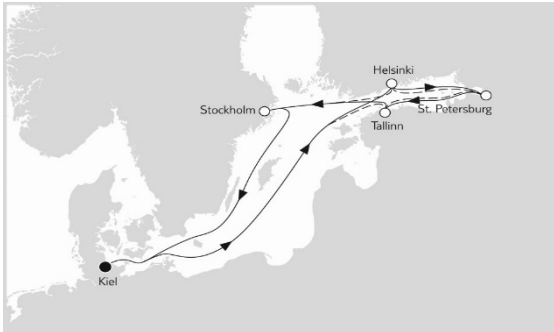 Helsinki
Stockholm
St. Petersburg
Tallinn
Kiel